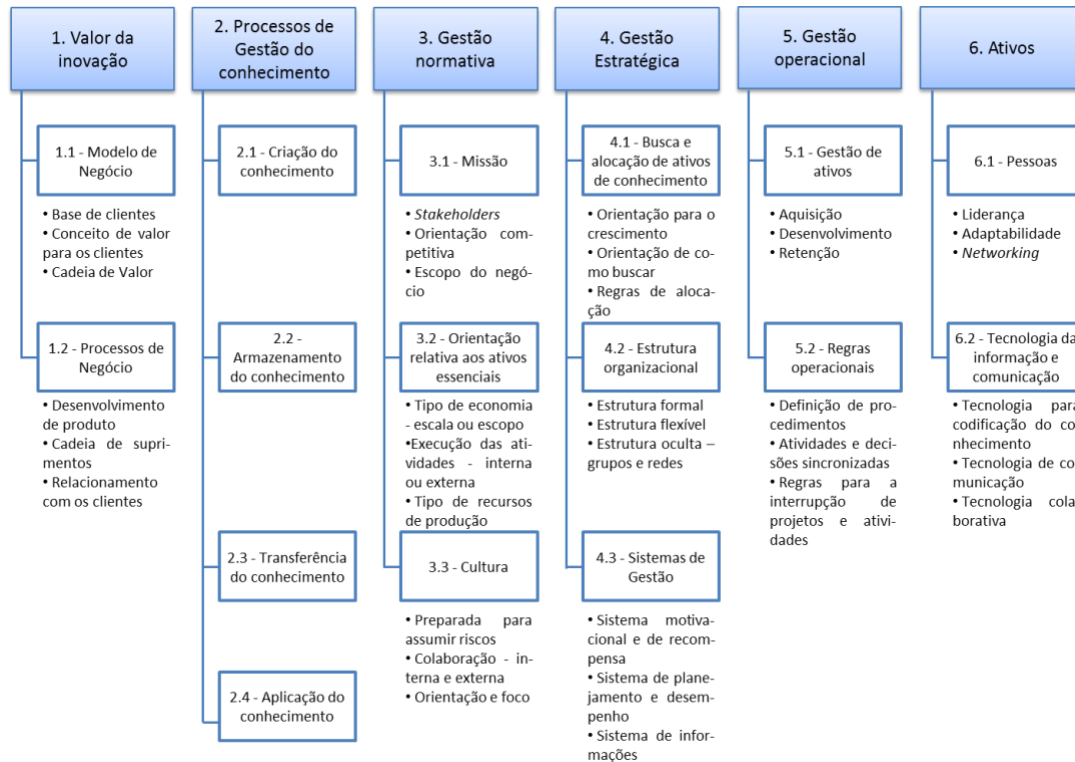 1. Valor da
inovação
2. Processos de
Gestão do
conhecimento
3. Gestão
normativa
4. Gestão
Estratégica
5. Gestão
operacional
6. Ativos
1.1 - Modelo de
Negócio
• Base de clientes
• Conceito de valor
para os clientes
• Cadeia de Valor
1.2 - Processos de
Negócio
• Desenvolvimento
de produto
• Cadeia de supri-
mentos
• Relacionamento
com os clientes
2.1 - Criação do
conhecimento
2.2 -
Armazenamento
do conhecimento
2.3 - Transferência
do conhecimento
2.4 - Aplicação do
conhecimento
3.1 - Missão
• Stakeholders
• Orientação com-
petitiva
• Escopo do negó-
cio
3.2 - Orientação
relativa aos ativos
essenciais
• Tipo de economia
- escala ou escopo
•Execução das ati-
vidades - interna
ou externa
• Tipo de recursos
de produção
3.3 - Cultura
• Preparada para
assumir riscos
• Colaboração - in-
terna e externa
• Orientação e foco
4.1 - Busca e
alocação de ativos
de conhecimento
• Orientação para o
crescimento
• Orientação de co-
mo buscar
• Regras de aloca-
ção
4.2 - Estrutura
organizacional
• Estrutura formal
• Estrutura flexível
• Estrutura oculta –
grupos e redes
4.3 - Sistemas de
Gestão
• Sistema motiva-
cional e de recom-
pensa
• Sistema de plane-
jamento e desem-
penho
• Sistema de infor-
mações
5.1 - Gestão de
ativos
• Aquisição
• Desenvolvimento
• Retenção
5.2 - Regras
operacionais
• Definição de pro-
cedimentos
• Atividades e deci-
sões sincronizadas
• Regras para a
interrupção de
projetos e ativi-
dades
6.1 - Pessoas
• Liderança
• Adaptabilidade
• Networking
6.2 - Tecnologia da
informação e
comunicação
• Tecnologia para
codificação do co
nhecimento
• Tecnologia de co
municação
• Tecnologia cola
borativa